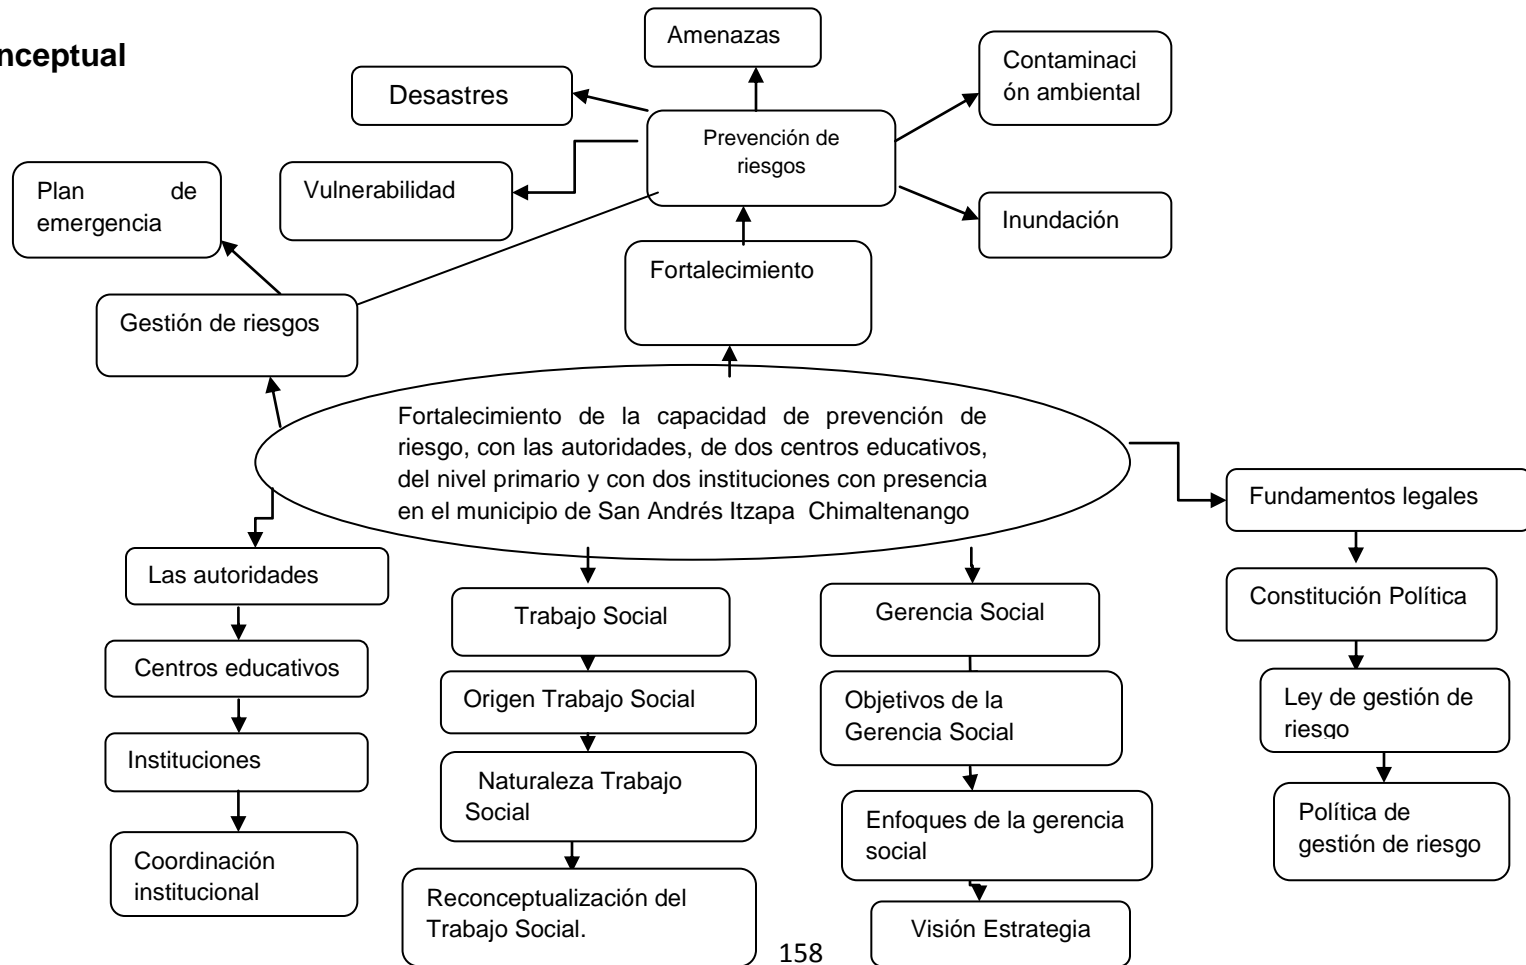 nceptual
Amenazas
Contaminaci
ón ambiental
Desastres
Prevención de
riesgos
Plan de
emergencia
Vulnerabilidad
Inundación
Fortalecimiento
Gestión de riesgos
Fortalecimiento de la capacidad de prevención de
riesgo, con las autoridades, de dos centros educativos,
del nivel primario y con dos instituciones con presencia
en el municipio de San Andrés Itzapa Chimaltenango
Fundamentos legales
Las autoridades
Trabajo Social
Gerencia Social
Constitución Política
Centros educativos
Origen Trabajo Social
Objetivos de la
Gerencia Social
Ley de gestión de
riesgo
Instituciones
Naturaleza Trabajo
Social
Enfoques de la gerencia
social
Política de
gestión de riesgo
Coordinación
institucional
Reconceptualización del
Trabajo Social.
Visión Estrategia
158